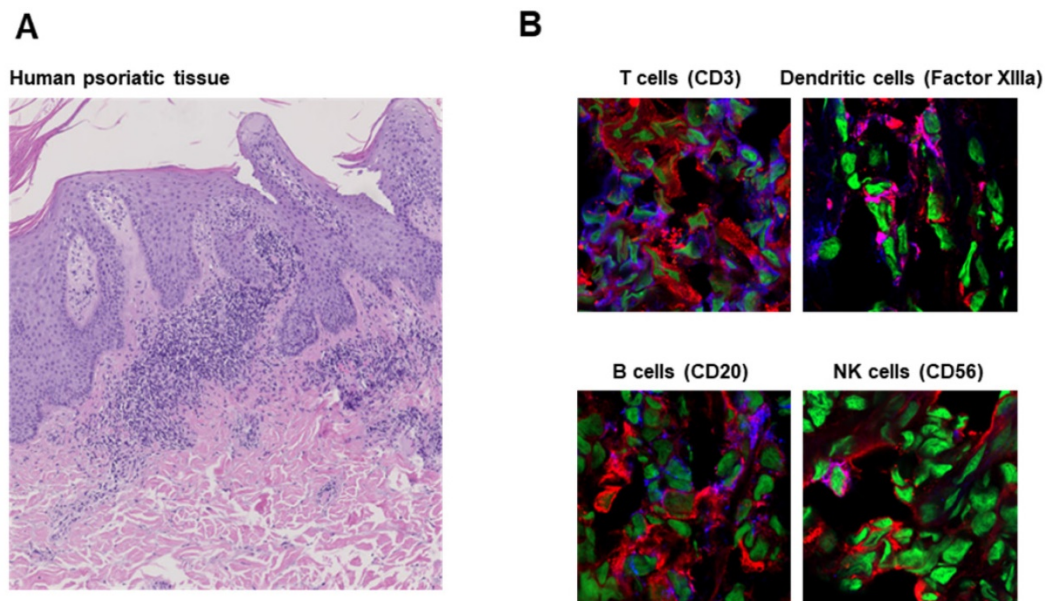 A
B
Human psoriatic tissue
T cells (CD3)
Dendritic cells (Factor XIIIa)
B cells (CD20)
NK cells (CD56)